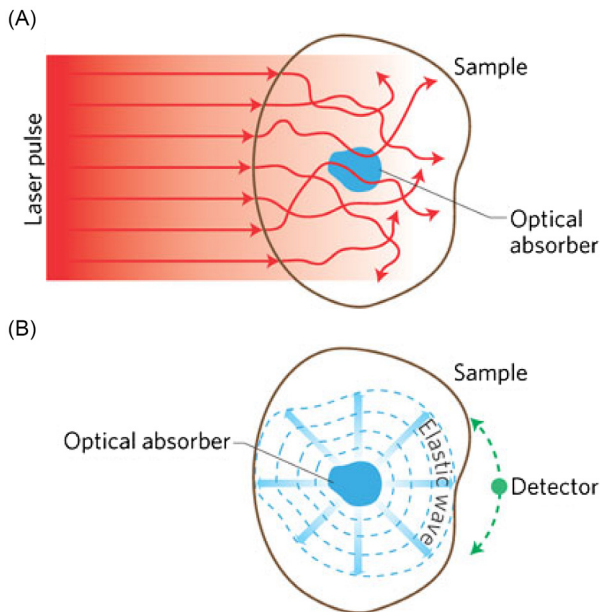 (A)
Sample
Laser pulse
Optical
absorber
(B)
Sample
Optical absorber
Elastic wave
Detector